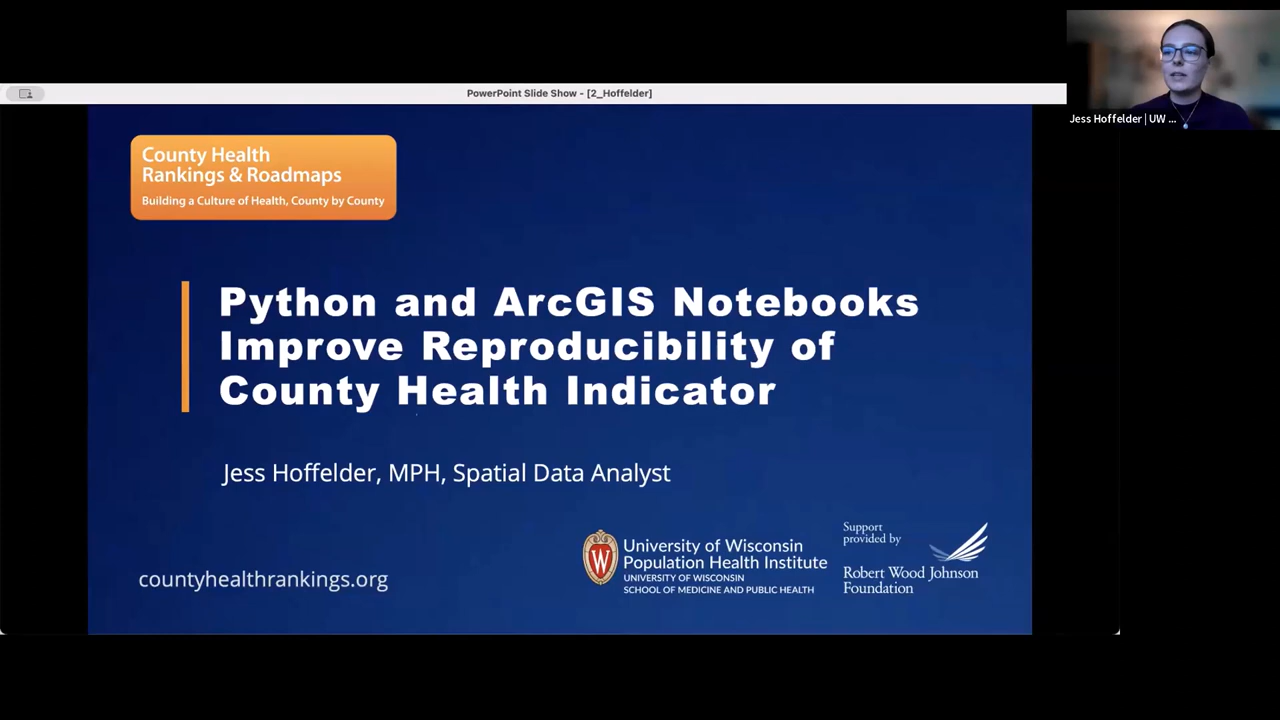 PowerPoint Slide Show - [2_Hoffelder]
Jess Hoffelder | UW ...
County Health
Rankings & Roadmaps
Building a Culture of Health, County by County
Python and ArcGIS Notebooks
Improve Reproducibility of
County Health Indicator
Jess Hoffelder, MPH, Spatial Data Analyst
countyhealthrankings.org
W
University of Wisconsin
Population Health Institute
UNIVERSITY OF WISCONSIN
SCHOOL OF MEDICINE AND PUBLIC HEALTH
Support
provided by
Robert Wood Johnson
Foundation